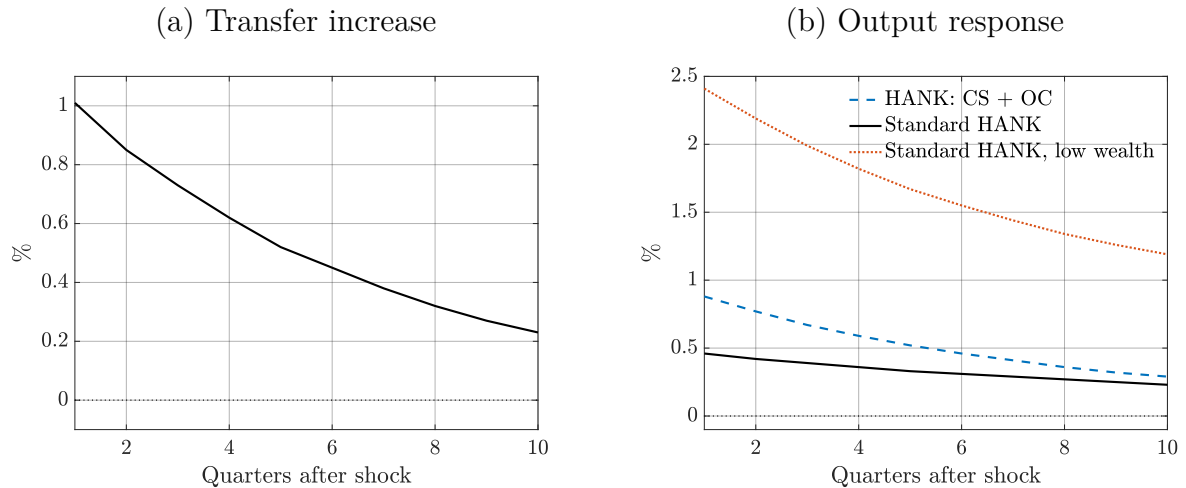 (a) Transfer increase
1
0.8
0.6
0.4
0.2
0
%
2 4 6 8 10
Quarters after shock
(b) Output response
2.5
2
1.5
1
0.5
0
%
HANK: CS + OC
Standard HANK
Standard HANK, low wealth
2 4 6 8 10
Quarters after shock